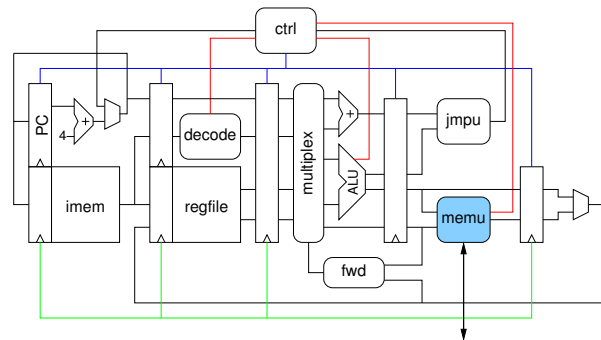 ctrl
PC
4
+
decode
multiplex
+
ALU
jmpu
imem
regfile
memu
fwd